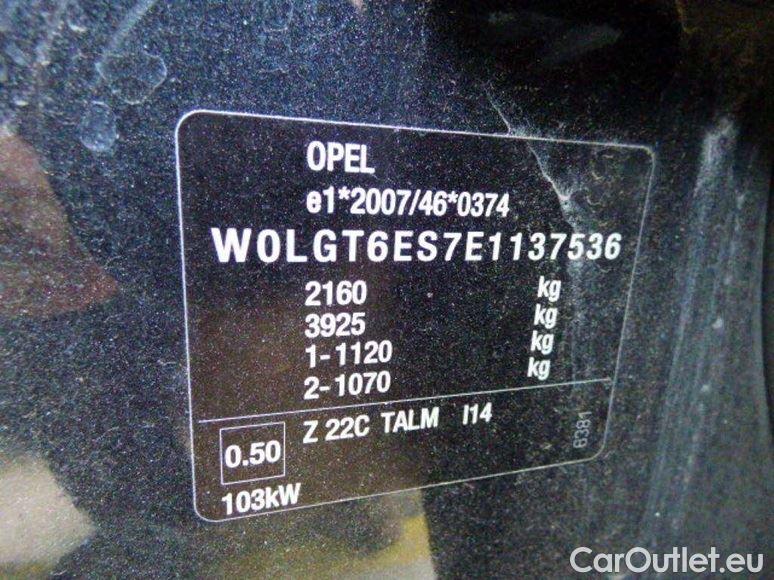 OPEL
e1*2007/46*0374
W0LGT6ES7E1137536
2160 kg
3925 kg
1-1120 kg
2-1070 kg
0.50 Z 22C TALM I14
6381
103kW
CarOutlet.eu